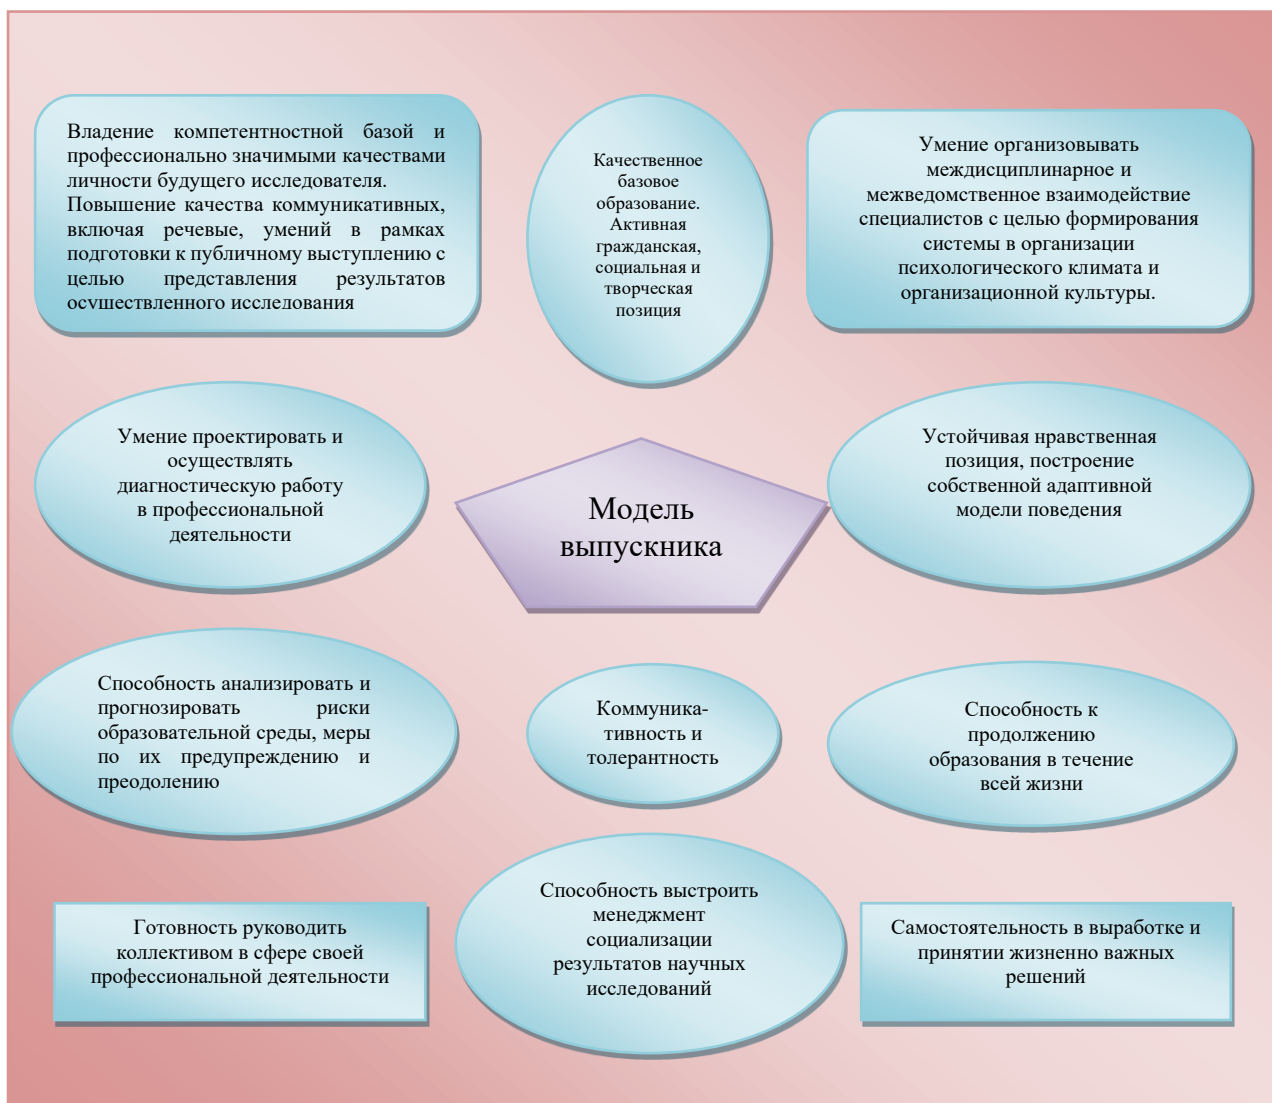 Владение компетентностной базой и
профессионально значимыми качествами
личности будущего исследователя.
Повышение качества коммуникативных,
включая речевые, умений в рамках
подготовки к публичному выступлению с
целью представления результатов
осуществленного исследования
Качественное
базовое
образование.
Активная
гражданская,
социальная и
творческая
позиция
Умение организовывать
междисциплинарное и
межведомственное взаимодействие
специалистов с целью формирования
системы в организации
психологического климата и
организационной культуры.
Умение проектировать и
осуществлять
диагностическую работу
в профессиональной
деятельности
Модель
выпускника
Устойчивая нравственная
позиция, построение
собственной адаптивной
модели поведения
Способность анализировать и
прогнозировать риски
образовательной среды, меры
по их предупреждению и
преодолению
Коммуника-
тивность и
толерантность
Способность к
продолжению
образования в течение
всей жизни
Готовность руководить
коллективом в сфере своей
профессиональной деятельности
Способность выстроить
менеджмент
социализации
результатов научных
исследований
Самостоятельность в выработке и
принятии жизненно важных
решений